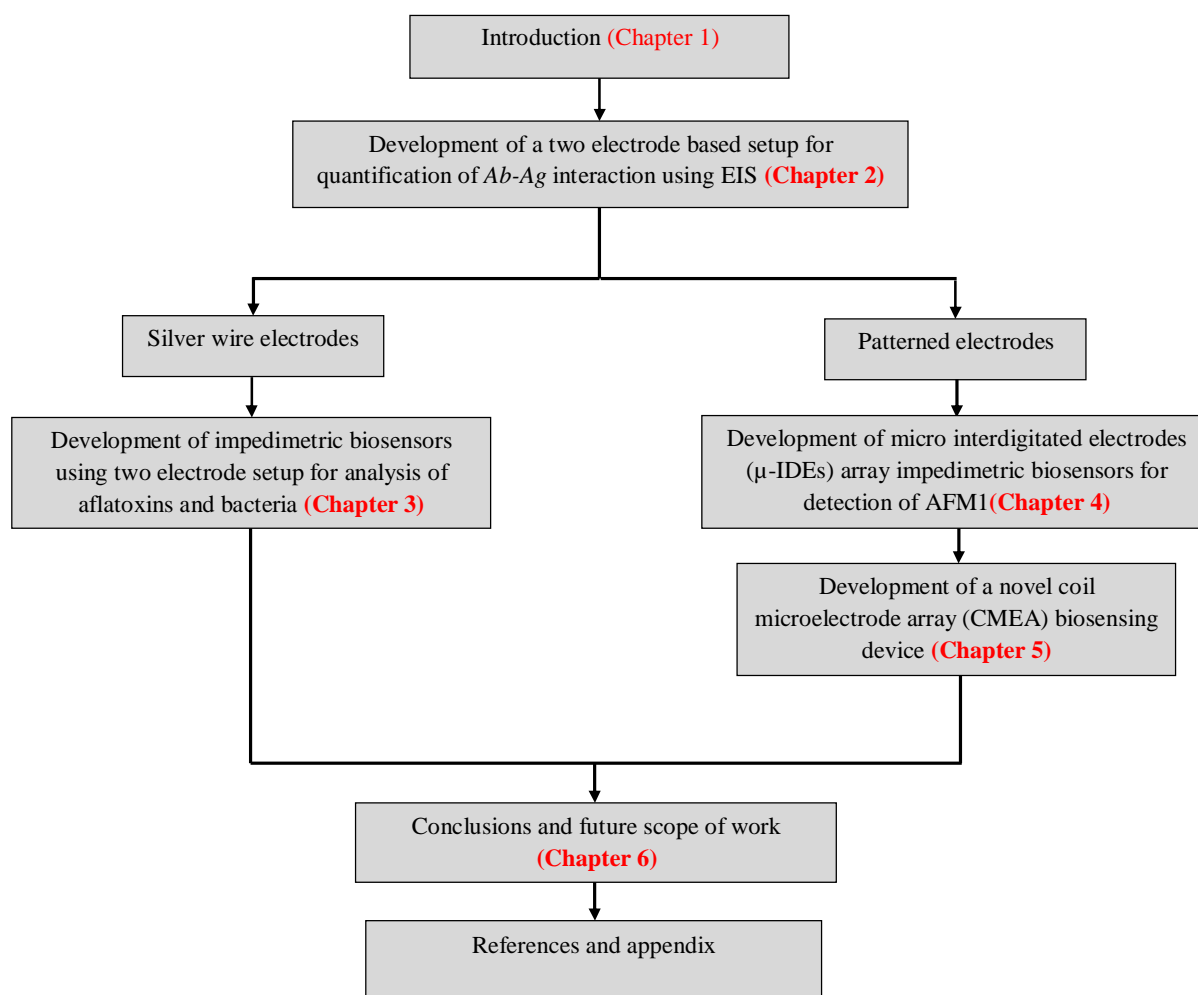 Introduction (Chapter 1)
Development of a two electrode based setup for
quantification of Ab-Ag interaction using EIS (Chapter 2)
Silver wire electrodes
Patterned electrodes
Development of impedimetric biosensors
using two electrode setup for analysis of
aflatoxins and bacteria (Chapter 3)
Development of micro interdigitated electrodes
(µ-IDEs) array impedimetric biosensors for
detection of AFM1(Chapter 4)
Development of a novel coil
microelectrode array (CMEA) biosensing
device (Chapter 5)
Conclusions and future scope of work
(Chapter 6)
References and appendix